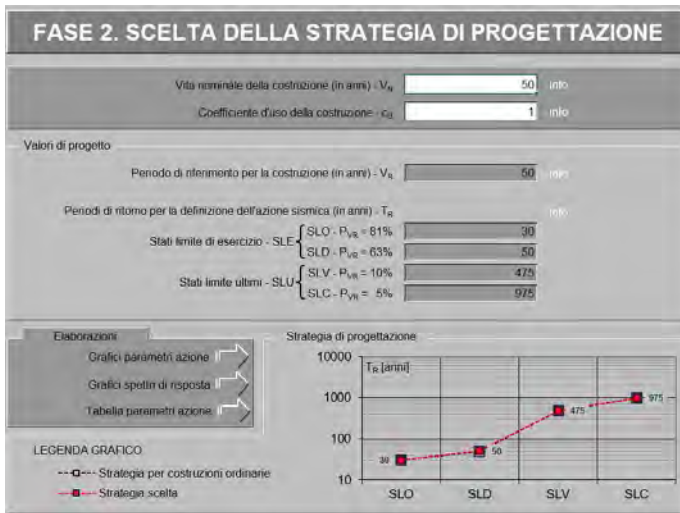 FASE 2. SCELTA DELLA STRATEGIA DI PROGETTAZIONE
Vita nominale della costruzione (in anni) - VN 50 info
Coefficiente d'uso della costruzione - cU 1 info
Valori di progetto
Periodo di riferimento per la costruzione (in anni) - VR 50 info
Periodi di ritorno per la definizione dell'azione sismica (in anni) - TR info
Stati limite di esercizio - SLE
SLO - PVR = 81% 30
SLD - PVR = 63% 50
Stati limite ultimi - SLU
SLV - PVR = 10% 475
SLC - PVR = 5% 975
Elaborazioni
Grafici parametri azione
Grafici spettri di risposta
Tabella parametri azione
LEGENDA GRAFICO
Strategia per costruzioni ordinarie
Strategia scelta
Strategia di progettazione
TR [anni]
10000
1000
100
10
30
50
475
975
SLO SLD SLV SLC